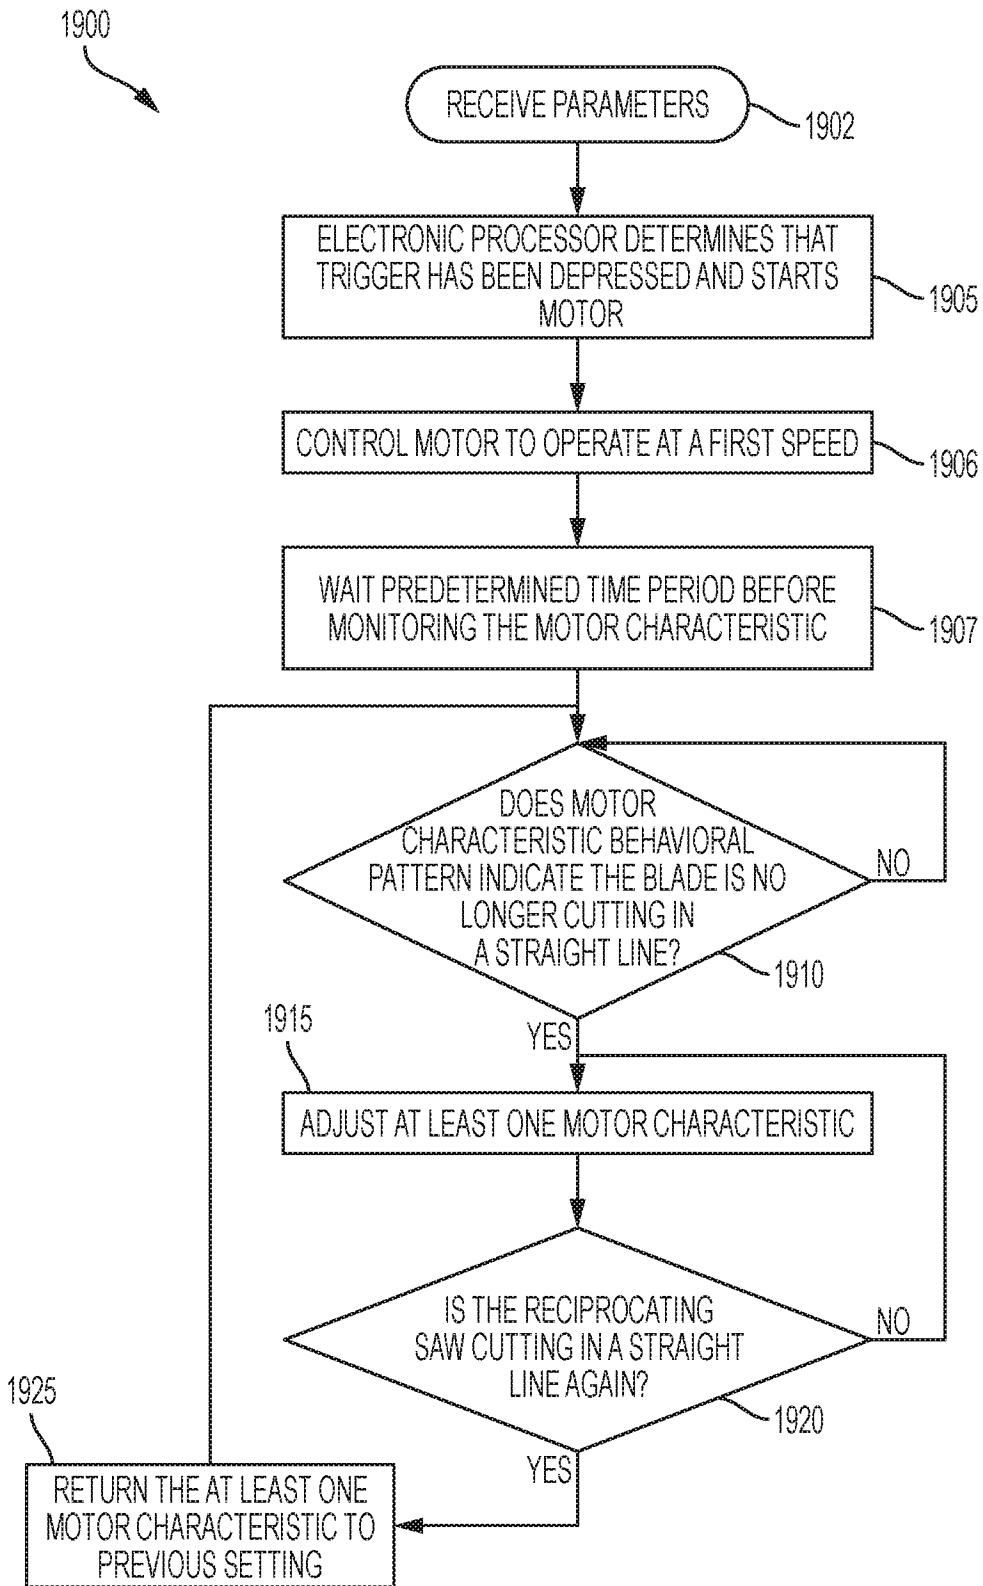 1900
RECEIVE PARAMETERS
1902
ELECTRONIC PROCESSOR DETERMINES THAT
TRIGGER HAS BEEN DEPRESSED AND STARTS
MOTOR
1905
CONTROL MOTOR TO OPERATE AT A FIRST SPEED
1906
WAIT PREDETERMINED TIME PERIOD BEFORE
MONITORING THE MOTOR CHARACTERISTIC
1907
DOES MOTOR
CHARACTERISTIC BEHAVIORAL
PATTERN INDICATE THE BLADE IS NO
LONGER CUTTING IN
A STRAIGHT LINE?
NO
1910
YES
1915
ADJUST AT LEAST ONE MOTOR CHARACTERISTIC
IS THE RECIPROCATING
SAW CUTTING IN A STRAIGHT
LINE AGAIN?
NO
1920
YES
1925
RETURN THE AT LEAST ONE
MOTOR CHARACTERISTIC TO
PREVIOUS SETTING